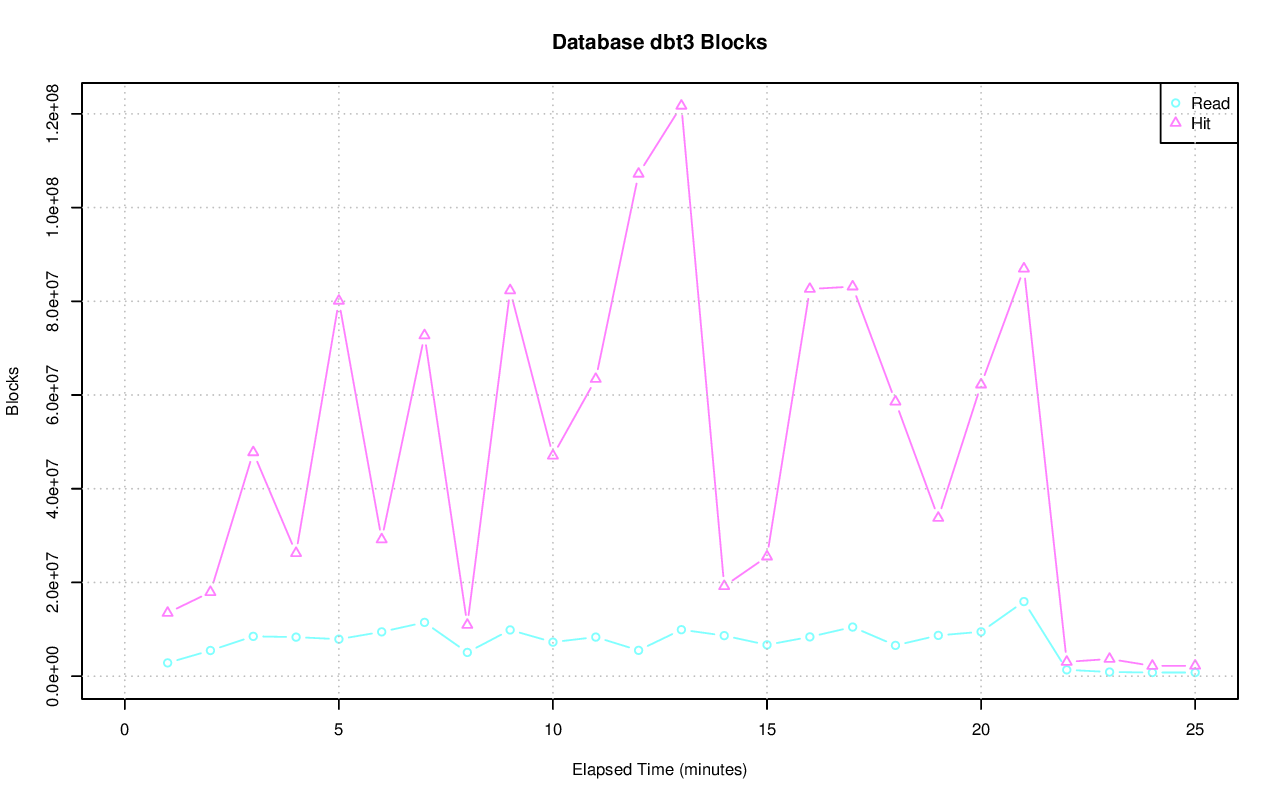 Database dbt3 Blocks
Read
Hit
Blocks
1.2e+08
1.0e+08
8.0e+07
6.0e+07
4.0e+07
2.0e+07
0.0e+00
0 5 10 15 20 25
Elapsed Time (minutes)